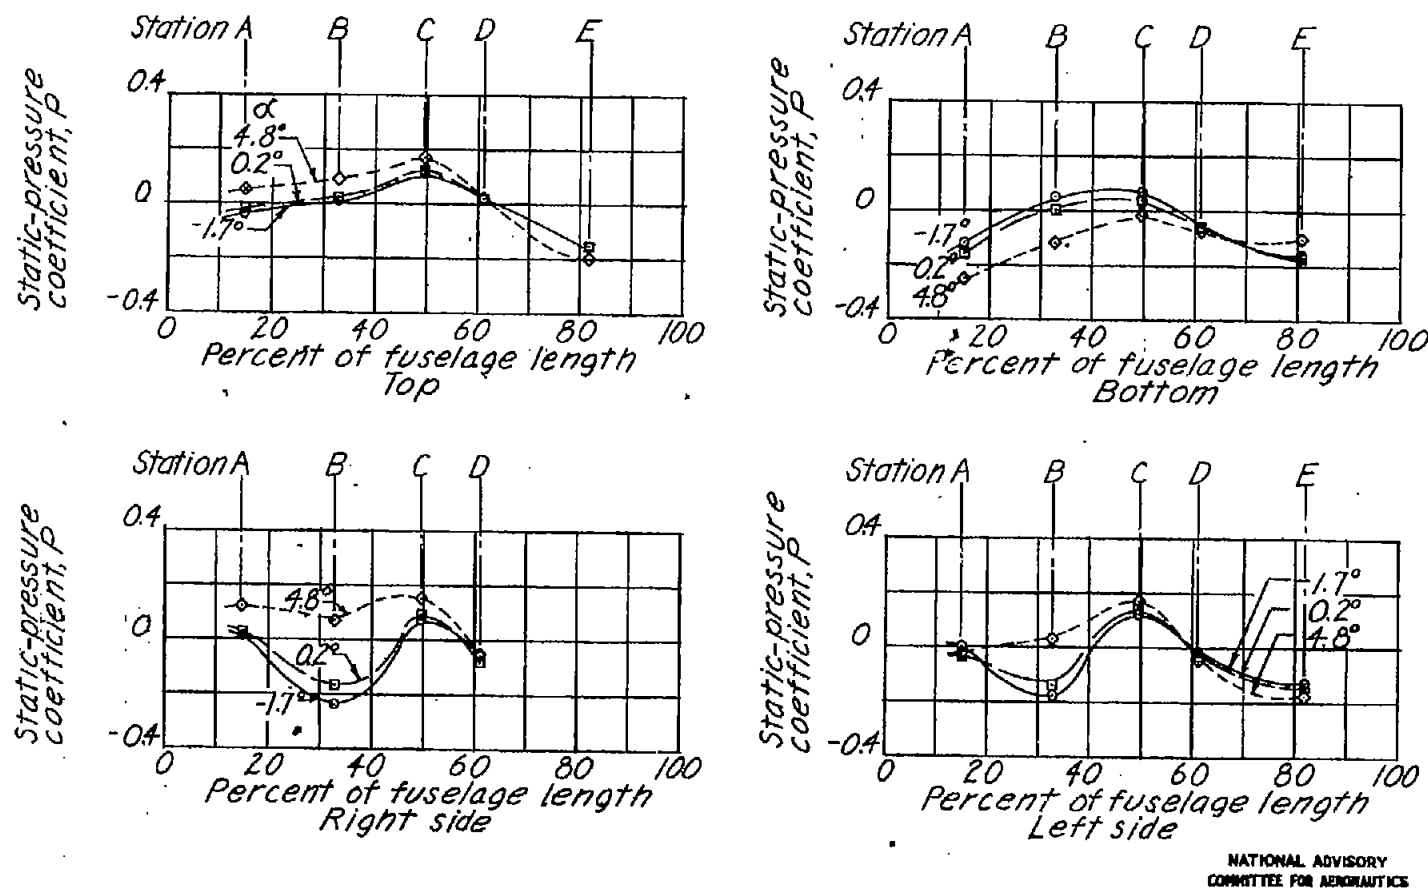 Station A B C D E
Static-pressure
coefficient, P
0.4
0
-0.4
α
4.8°
0.2°
-1.7°
0 20 40 60 80 100
Percent of fuselage length
Top
Station A B C D E
Static-pressure
coefficient, P
0.4
0
-0.4
-1.7°
0.2
4.8
0 20 40 60 80 100
Percent of fuselage length
Bottom
Station A B C D
Static-pressure
coefficient, P
0.4
0
-0.4
4.8°
0.2°
-1.7°
0 20 40 60 80 100
Percent of fuselage length
Right side
Station A B C D E
Static-pressure
coefficient, P
0.4
0
-0.4
1.7°
0.2°
4.8°
0 20 40 60 80 100
Percent of fuselage length
Left side
NATIONAL ADVISORY
COMMITTEE FOR AERONAUTICS